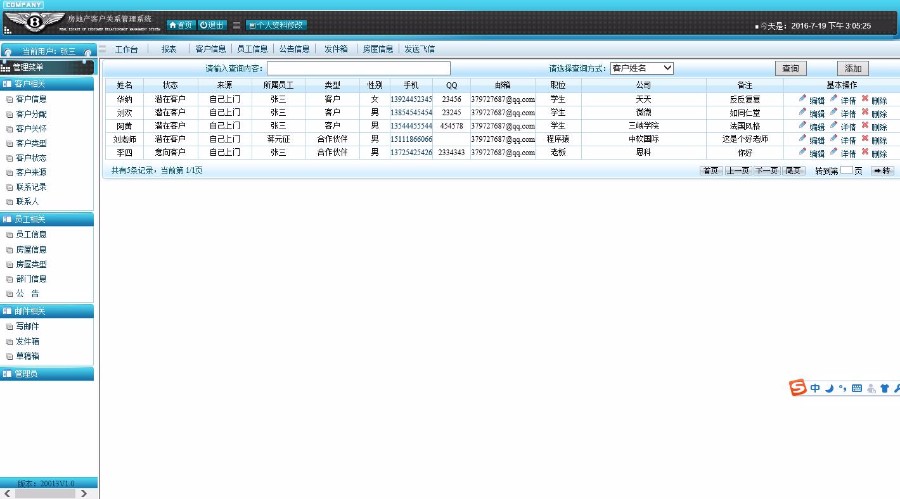 COMPANY
房地产客户关系管理系统
REAL ESTATE OF CUSTOMER RELATIONSHIP MANAGEMENT SYSTEM
首页 退出 个人资料修改
今天是：2016-7-19 下午 3:05:25
当前用户：张三
工作台 报表 客户信息 员工信息 公告信息 发件箱 房屋信息 发送飞信
管理菜单
客户相关
客户信息
客户分配
客户关怀
客户类型
客户状态
客户来源
联系记录
联系人
员工相关
员工信息
房屋信息
房屋类型
部门信息
公 告
邮件相关
写邮件
发件箱
草稿箱
管理员
版本：2001SV1.0
请输入查询内容： 请选择查询方式： 客户姓名 查询 添加
姓名 状态 来源 所属员工 类型 性别 手机 QQ 邮箱 职位 公司 备注 基本操作
华纳 潜在客户 自己上门 张三 客户 女 13924452345 23456 379727687@qq.com 学生 天天 反反复复 编辑 详情 删除
刘欢 潜在客户 自己上门 张三 客户 男 13854545454 23245 379727687@qq.com 学生 微微 如同仁堂 编辑 详情 删除
阿黄 潜在客户 自己上门 张三 客户 男 13544455544 454578 379727687@qq.com 学生 三峡学院 法国风格 编辑 详情 删除
刘老师 潜在客户 自己上门 蒋元征 合作伙伴 男 15111866066 379727687@qq.com 程序猿 中软国际 这是个好老师 编辑 详情 删除
李四 意向客户 自己上门 张三 合作伙伴 男 13725425426 2334343 379727687@qq.com 老板 思科 你好 编辑 详情 删除
共有5条记录，当前第 1/1页 首页 上一页 下一页 尾页 转到第 页 转
中